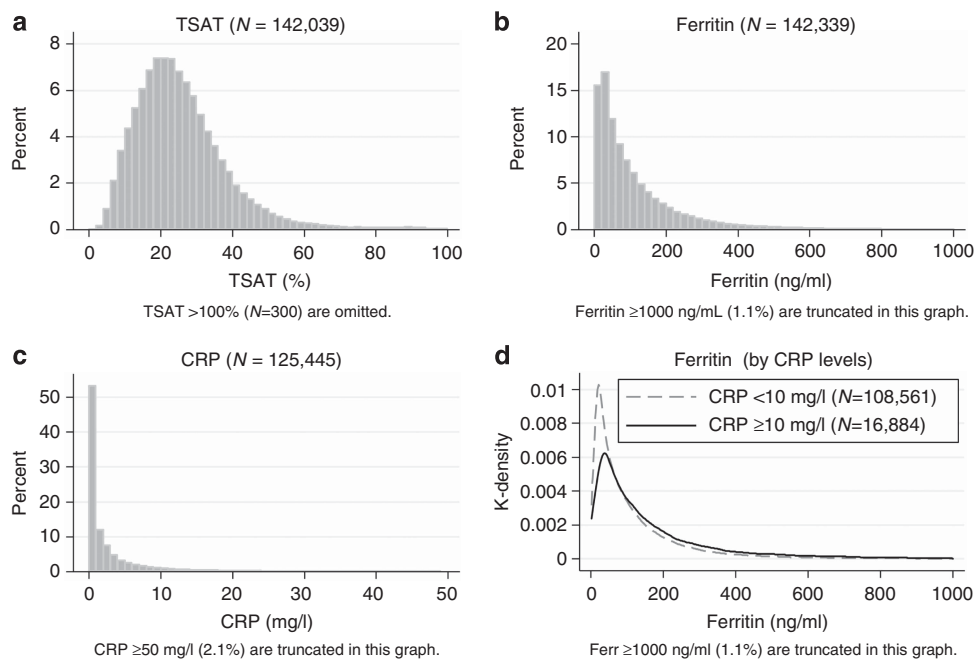 a
TSAT (N = 142,039)
8
6
4
2
0
Percent
0 20 40 60 80 100
TSAT (%)
TSAT >100% (N=300) are omitted.
b
Ferritin (N = 142,339)
20
15
10
5
0
Percent
0 200 400 600 800 1000
Ferritin (ng/ml)
Ferritin ≥1000 ng/mL (1.1%) are truncated in this graph.
c
CRP (N = 125,445)
50
40
30
20
10
0
Percent
0 10 20 30 40 50
CRP (mg/l)
CRP ≥50 mg/l (2.1%) are truncated in this graph.
d
Ferritin (by CRP levels)
0.01
0.008
0.006
0.004
0.002
0
K-density
CRP <10 mg/l (N=108,561)
CRP ≥10 mg/l (N=16,884)
0 200 400 600 800 1000
Ferritin (ng/ml)
Ferr ≥1000 ng/ml (1.1%) are truncated in this graph.